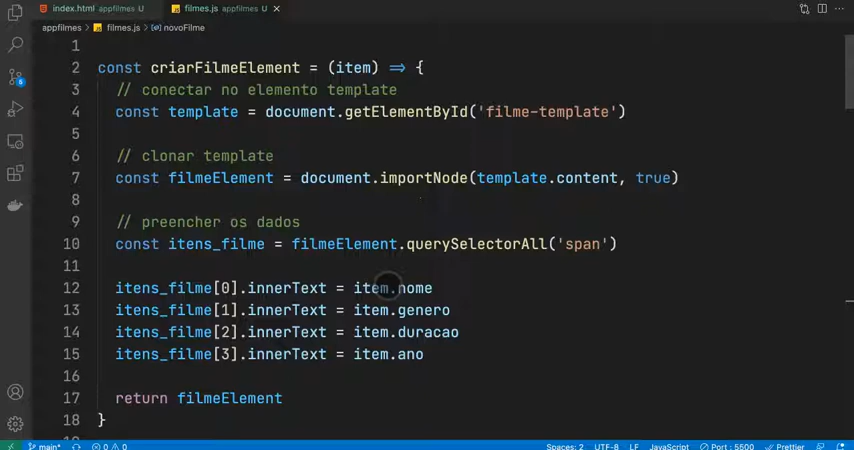 index.html appfilmes U
filmes.js appfilmes U
appfilmes > filmes.js > novoFilme
1
2 const criarFilmeElement = (item) => {
3 // conectar no elemento template
4 const template = document.getElementById('filme-template')
5
6 // clonar template
7 const filmeElement = document.importNode(template.content, true)
8
9 // preencher os dados
10 const itens_filme = filmeElement.querySelectorAll('span')
11
12 itens_filme[0].innerText = item.nome
13 itens_filme[1].innerText = item.genero
14 itens_filme[2].innerText = item.duracao
15 itens_filme[3].innerText = item.ano
16
17 return filmeElement
18 }
main* 0 0 Spaces: 2 UTF-8 LF JavaScript Port : 5500 Prettier